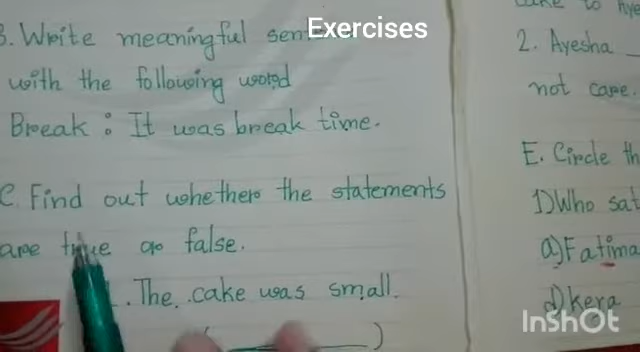 Exercises
B. Write meaningful
with the following word
Break : It was break time.
C. Find out whether the statements
are true or false.
1. The cake was small.
( )
2. Ayesha
not care.
E. Circle th
1) Who sat
a) Fatima
d) kera
InShOt